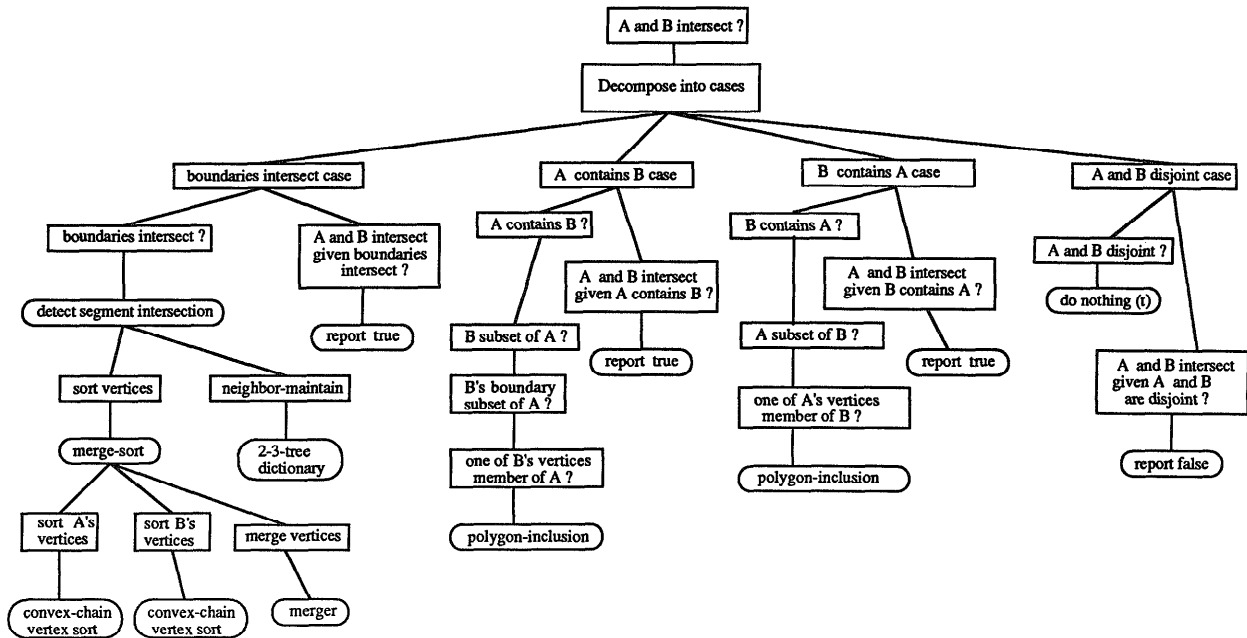 A and B intersect ?
Decompose into cases
boundaries intersect case
A contains B case
B contains A case
A and B disjoint case
boundaries intersect ?
A and B intersect
given boundaries
intersect ?
A contains B ?
B contains A ?
A and B disjoint ?
A and B intersect
given A contains B ?
A and B intersect
given B contains A ?
do nothing (τ)
detect segment intersection
report true
B subset of A ?
report true
A subset of B ?
report true
A and B intersect
given A and B
are disjoint ?
sort vertices
neighbor-maintain
B's boundary
subset of A ?
one of A's vertices
member of B ?
merge-sort
2-3-tree
dictionary
one of B's vertices
member of A ?
polygon-inclusion
report false
sort A's
vertices
sort B's
vertices
merge vertices
polygon-inclusion
convex-chain
vertex sort
convex-chain
vertex sort
merger